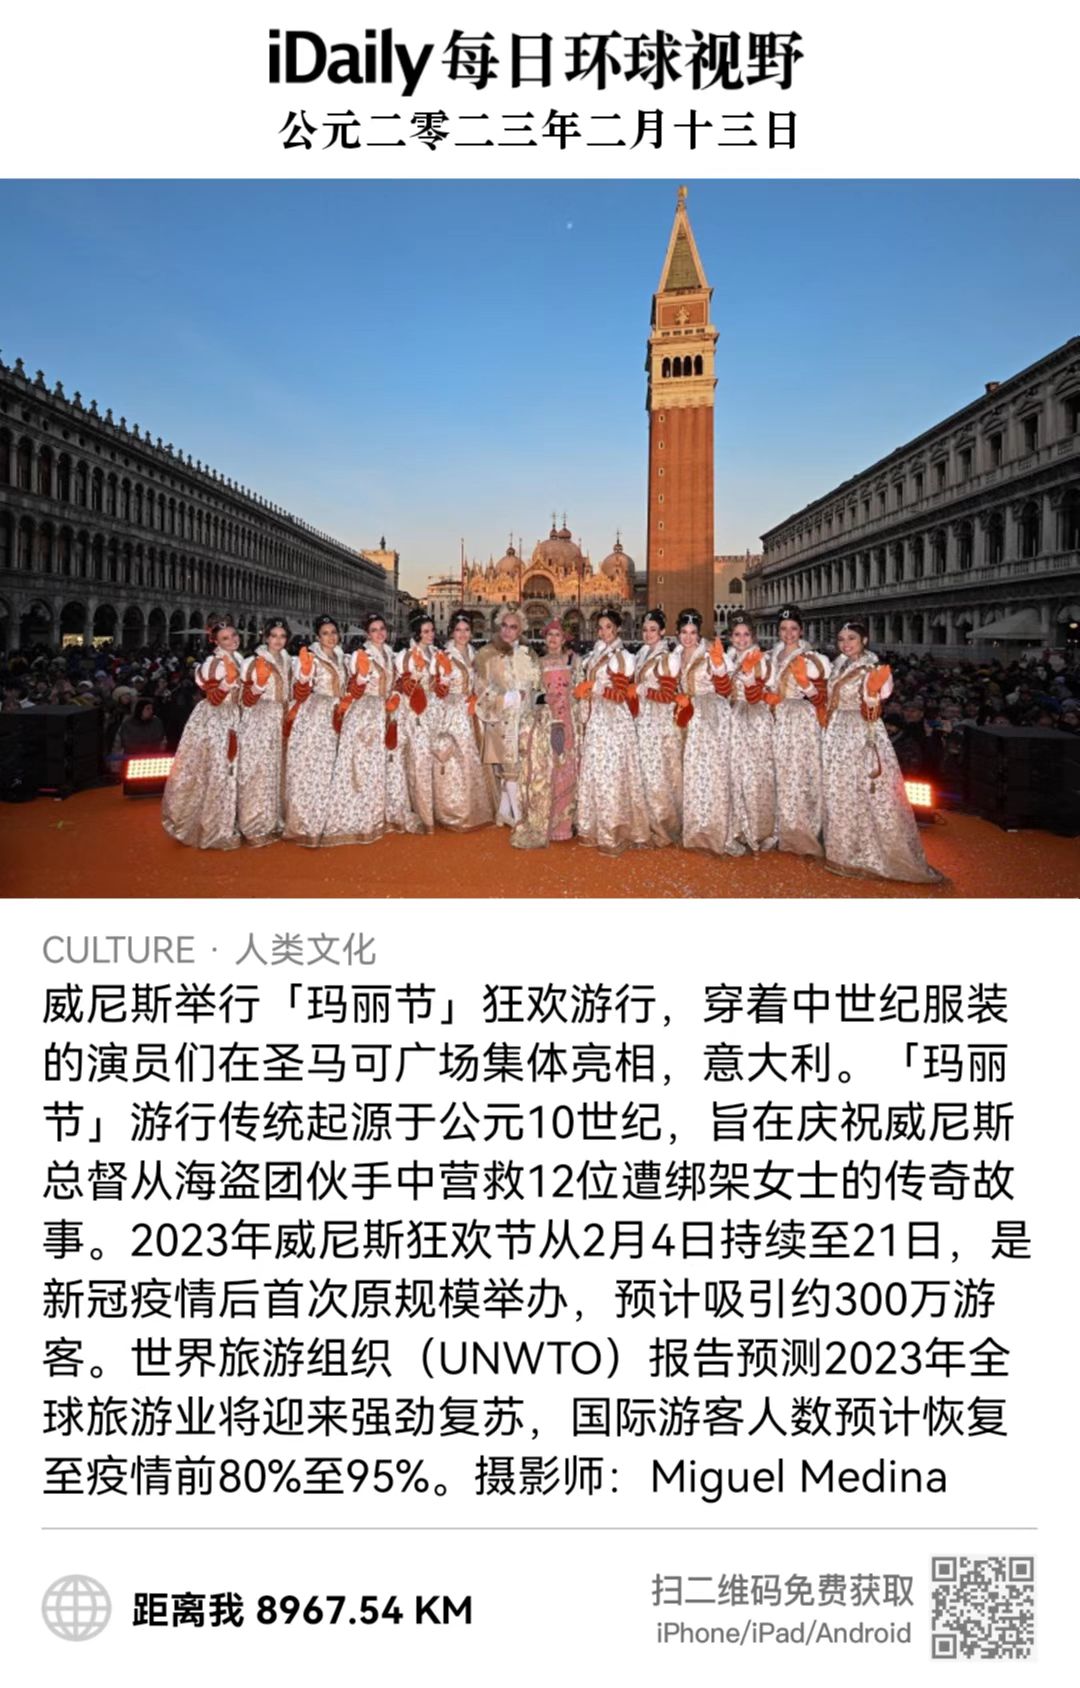 iDaily每日环球视野
公元二零二三年二月十三日
CULTURE · 人类文化
威尼斯举行「玛丽节」狂欢游行，穿着中世纪服装
的演员们在圣马可广场集体亮相，意大利。「玛丽
节」游行传统起源于公元10世纪，旨在庆祝威尼斯
总督从海盗团伙手中营救12位遭绑架女士的传奇故
事。2023年威尼斯狂欢节从2月4日持续至21日，是
新冠疫情后首次原规模举办，预计吸引约300万游
客。世界旅游组织（UNWTO）报告预测2023年全
球旅游业将迎来强劲复苏，国际游客人数预计恢复
至疫情前80%至95%。摄影师：Miguel Medina
距离我 8967.54 KM
扫二维码免费获取
iPhone/iPad/Android